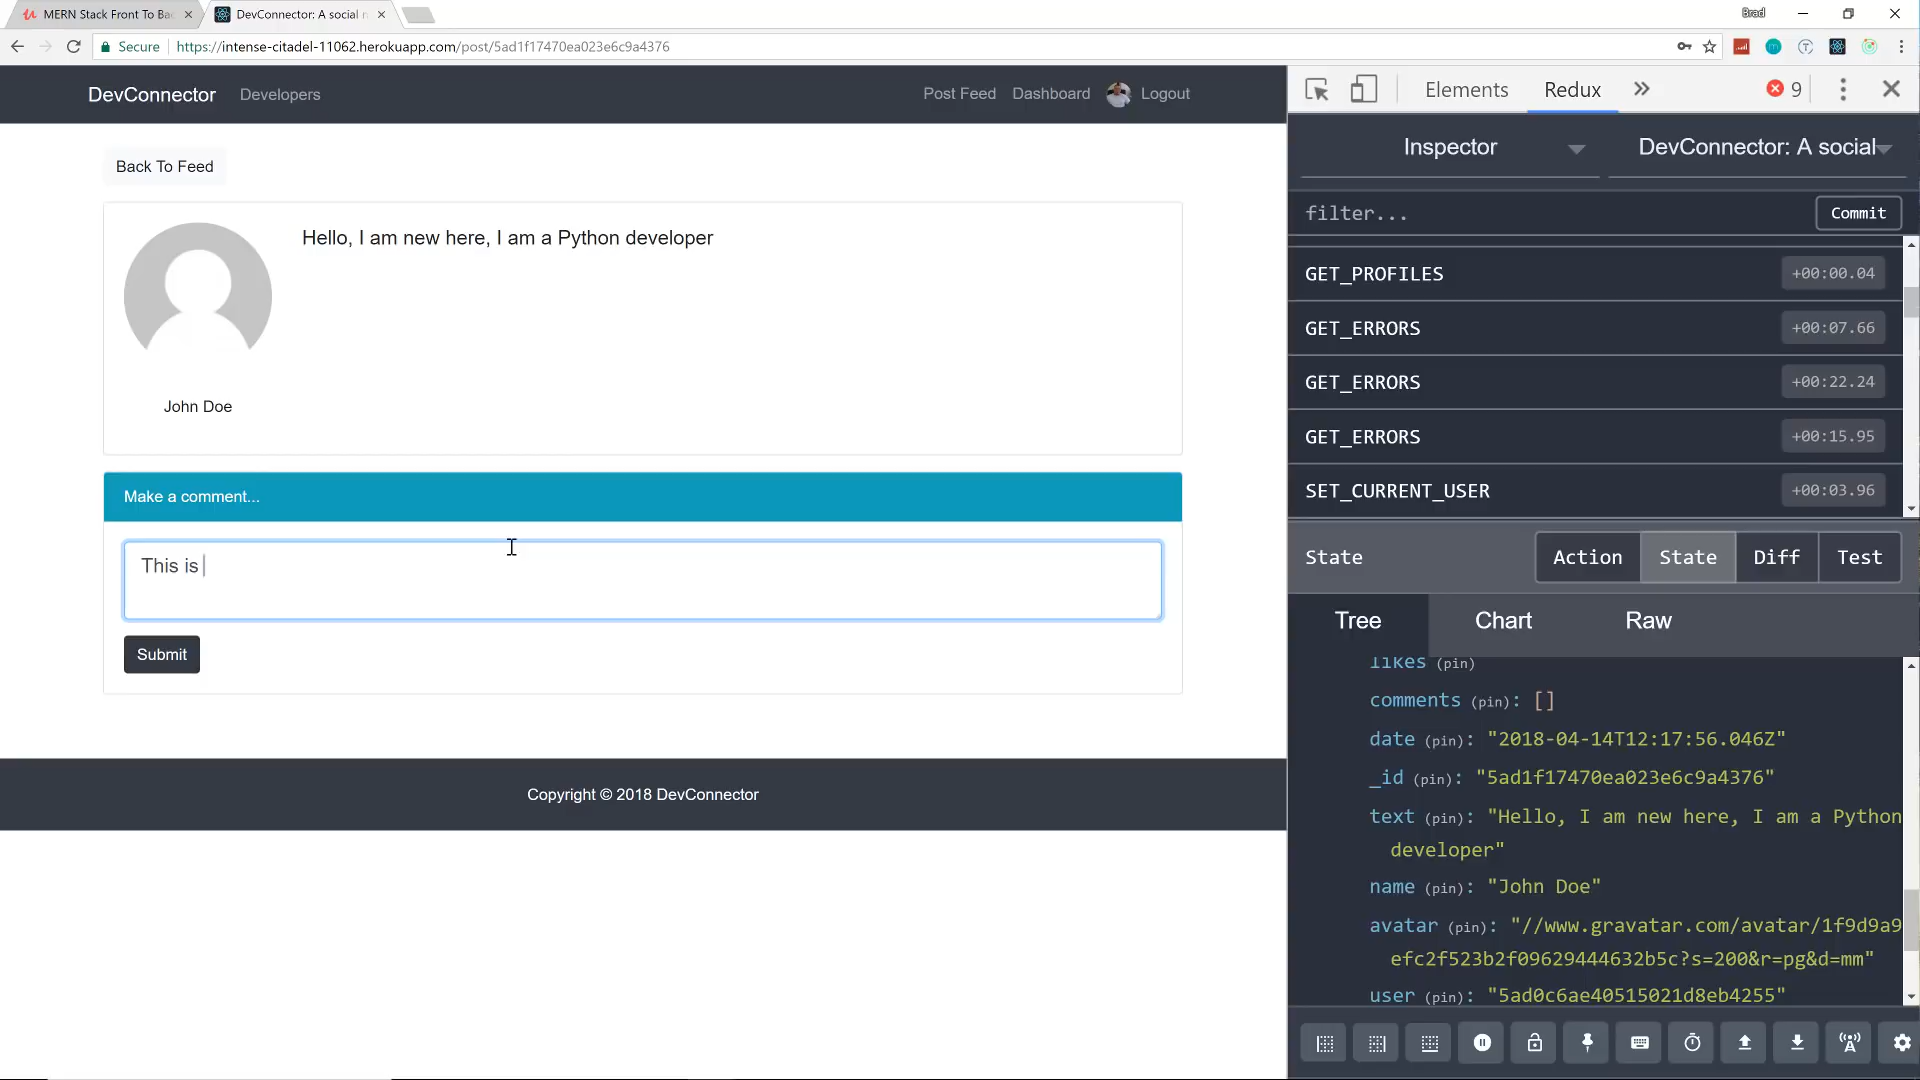 MERN Stack Front To Ba
DevConnector: A social n
Brad
Secure
https://intense-citadel-11062.herokuapp.com/post/5ad1f17470ea023e6c9a4376
DevConnector
Developers
Post Feed
Dashboard
Logout
Back To Feed
Hello, I am new here, I am a Python developer
John Doe
Make a comment...
This is
Submit
Copyright © 2018 DevConnector
Elements
Redux
9
Inspector
DevConnector: A social
filter...
Commit
GET_PROFILES
+00:00.04
GET_ERRORS
+00:07.66
GET_ERRORS
+00:22.24
GET_ERRORS
+00:15.95
SET_CURRENT_USER
+00:03.96
State
Action
State
Diff
Test
Tree
Chart
Raw
likes (pin)
comments (pin): []
date (pin): "2018-04-14T12:17:56.046Z"
_id (pin): "5ad1f17470ea023e6c9a4376"
text (pin): "Hello, I am new here, I am a Python
developer"
name (pin): "John Doe"
avatar (pin): "//www.gravatar.com/avatar/1f9d9a9
efc2f523b2f09629444632b5c?s=200&r=pg&d=mm"
user (pin): "5ad0c6ae40515021d8eb4255"